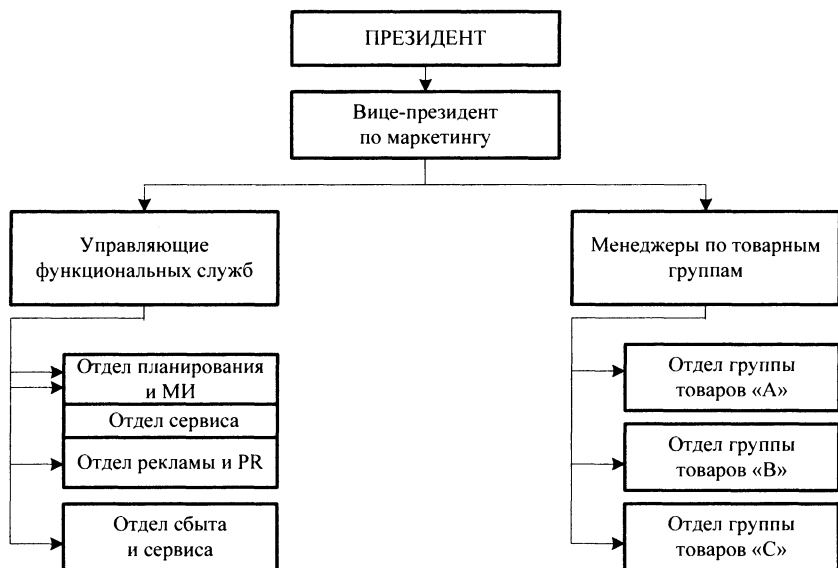 ПРЕЗИДЕНТ
Вице-президент
по маркетингу
Управляющие
функциональных служб
Менеджеры по товарным
группам
Отдел планирования
и МИ
Отдел сервиса
Отдел рекламы и PR
Отдел сбыта
и сервиса
Отдел группы
товаров «А»
Отдел группы
товаров «В»
Отдел группы
товаров «С»